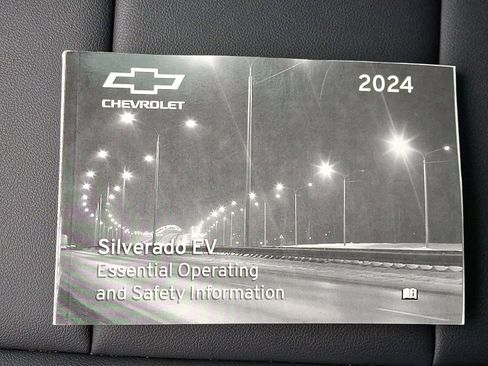 CHEVROLET
2024
Silverado EV
Essential Operating
and Safety Information